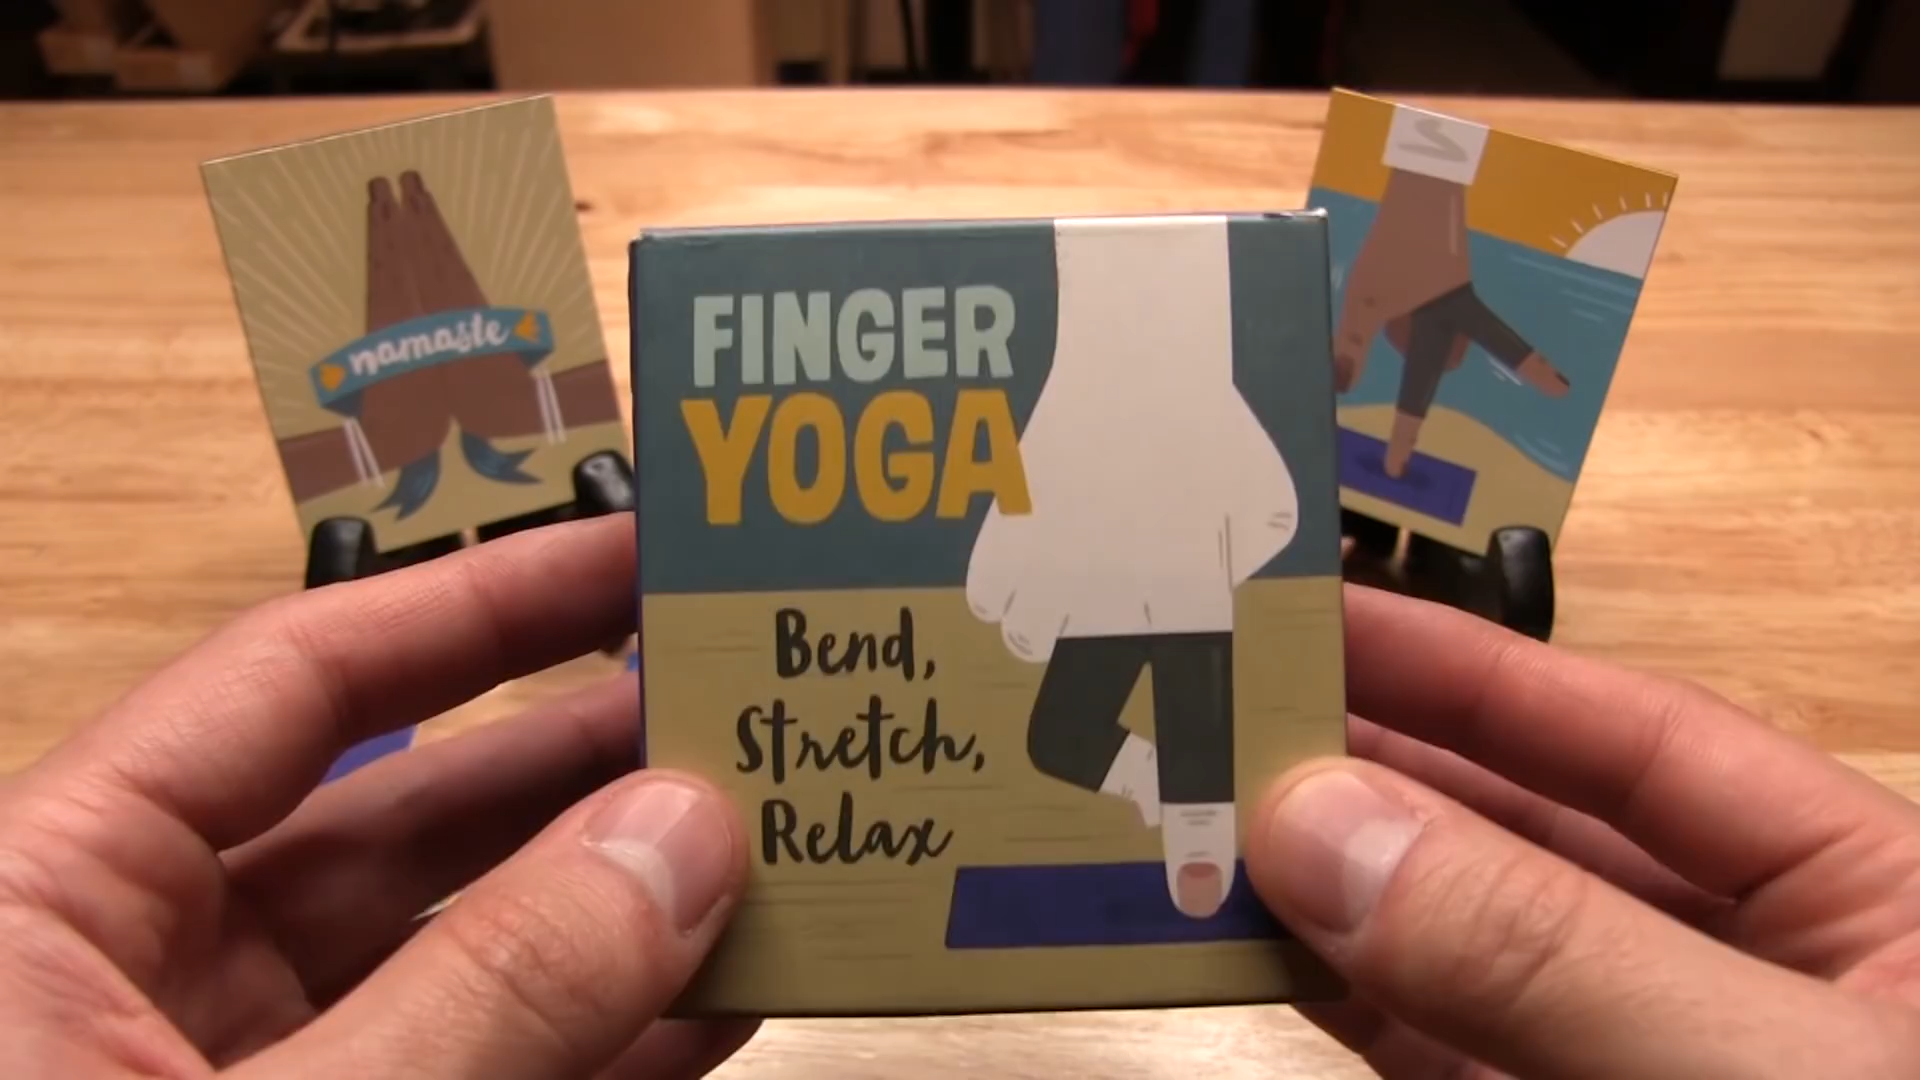 namaste
FINGER
YOGA
Bend,
Stretch,
Relax